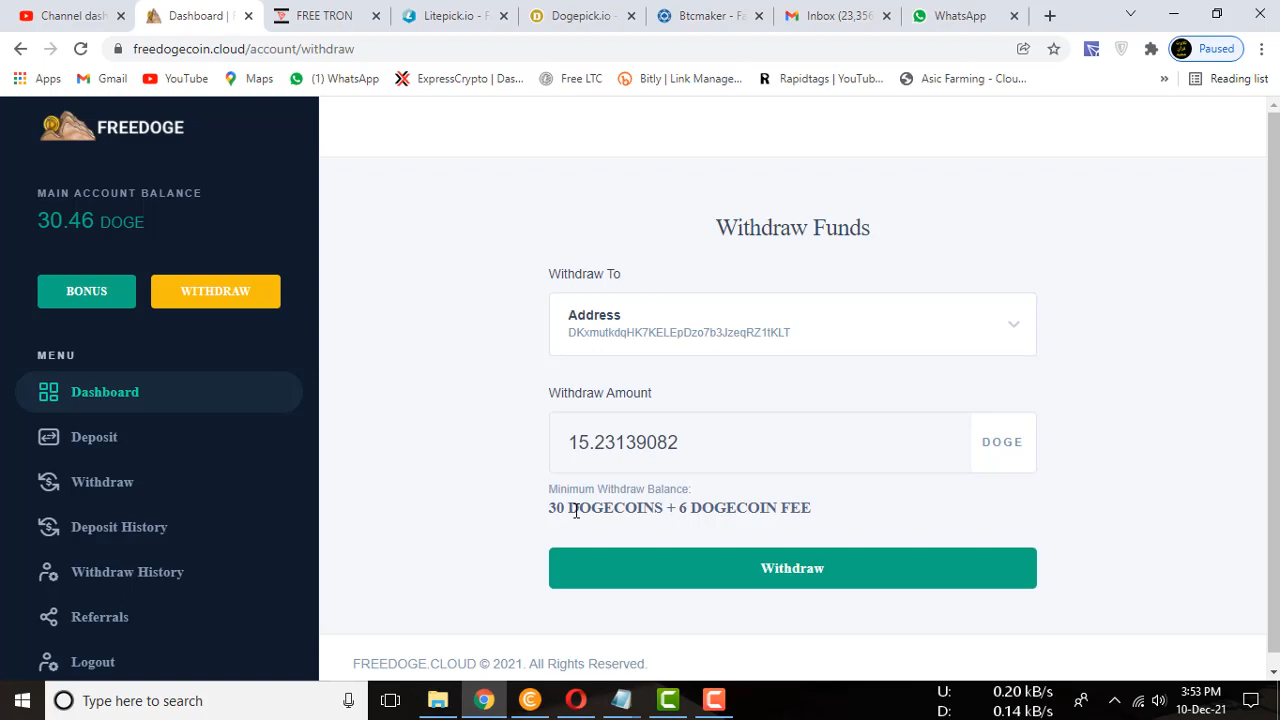 Channel dashboard
Dashboard |
FREE TRON
Litepick.io - F
Dogepick.io -
Btcmaker - Fa
Inbox (23,356
WhatsApp
freedogecoin.cloud/account/withdraw
Paused
Apps
Gmail
YouTube
Maps
(1) WhatsApp
ExpressCrypto | Das...
Free LTC
Bitly | Link Manage...
Rapidtags | YouTub...
Asic Farming - Clou...
»
Reading list
FREEDOGE
MAIN ACCOUNT BALANCE
30.46 DOGE
BONUS
WITHDRAW
MENU
Dashboard
Deposit
Withdraw
Deposit History
Withdraw History
Referrals
Logout
Withdraw Funds
Withdraw To
Address
DKxmutkdqHK7KELEpDzo7b3JzeqRZ1tKLT
Withdraw Amount
15.23139082
DOGE
Minimum Withdraw Balance:
30 DOGECOINS + 6 DOGECOIN FEE
Withdraw
FREEDOGE.CLOUD © 2021. All Rights Reserved.
Type here to search
U: 0.20 kB/s
D: 0.14 kB/s
3:53 PM
10-Dec-21